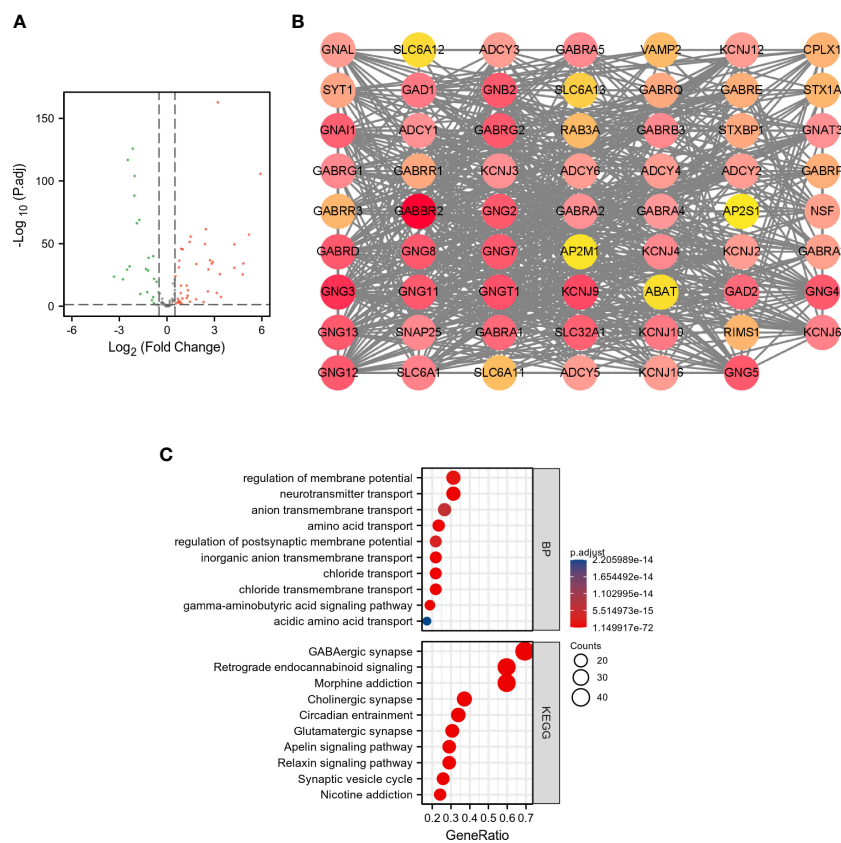 A
B
-Log 10 (P.adj)
150
100
50
0
-6
-3
0
3
6
Log2 (Fold Change)
GNAL
SLC6A12
ADCY3
GABRA5
VAMP2
KCNJ12
CPLX1
SYT1
GAD1
GNB2
SLC6A13
GABRQ
GABRE
STX1A
GNAI1
ADCY1
GABRG2
RAB3A
GABRB3
STXBP1
GNAT3
GABRG1
GABRR1
KCNJ3
ADCY6
ADCY4
ADCY2
GABRP
GABRR3
GABBR2
GNG2
GABRA2
GABRA4
AP2S1
NSF
GABRD
GNG8
GNG7
AP2M1
KCNJ4
KCNJ2
GABRA
GNG3
GNG11
GNGT1
KCNJ9
ABAT
GAD2
GNG4
GNG13
SNAP25
GABRA1
SLC32A1
KCNJ10
RIMS1
KCNJ6
GNG12
SLC6A1
SLC6A11
ADCY5
KCNJ16
GNG5
C
regulation of membrane potential
neurotransmitter transport
anion transmembrane transport
amino acid transport
regulation of postsynaptic membrane potential
inorganic anion transmembrane transport
chloride transport
chloride transmembrane transport
gamma-aminobutyric acid signaling pathway
acidic amino acid transport
BP
GABAergic synapse
Retrograde endocannabinoid signaling
Morphine addiction
Cholinergic synapse
Circadian entrainment
Glutamatergic synapse
Apelin signaling pathway
Relaxin signaling pathway
Synaptic vesicle cycle
Nicotine addiction
KEGG
0.2 0.3 0.4 0.5 0.6 0.7
GeneRatio
p.adjust
2.205989e-14
1.654492e-14
1.102995e-14
5.514973e-15
1.149917e-72
Counts
20
30
40